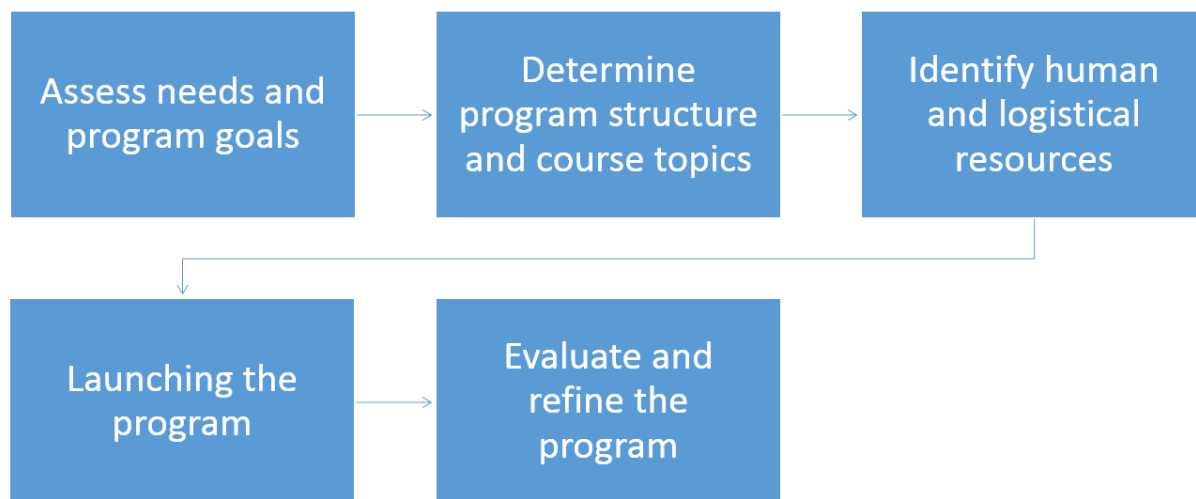 Assess needs and
program goals
Determine
program structure
and course topics
Identify human
and logistical
resources
Launching the
program
Evaluate and
refine the
program